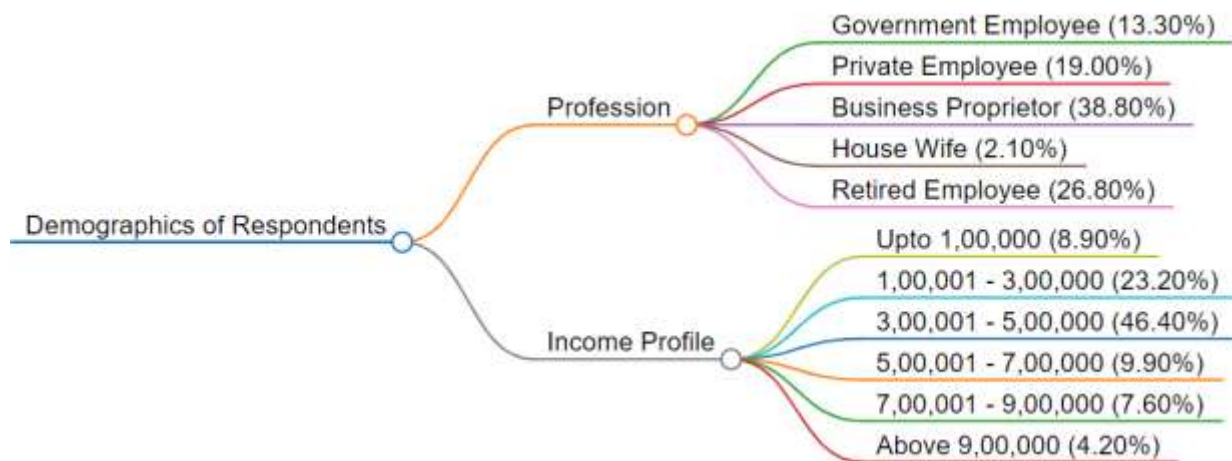 Demographics of Respondents
Profession
Government Employee (13.30%)
Private Employee (19.00%)
Business Proprietor (38.80%)
House Wife (2.10%)
Retired Employee (26.80%)
Income Profile
Upto 1,00,000 (8.90%)
1,00,001 - 3,00,000 (23.20%)
3,00,001 - 5,00,000 (46.40%)
5,00,001 - 7,00,000 (9.90%)
7,00,001 - 9,00,000 (7.60%)
Above 9,00,000 (4.20%)